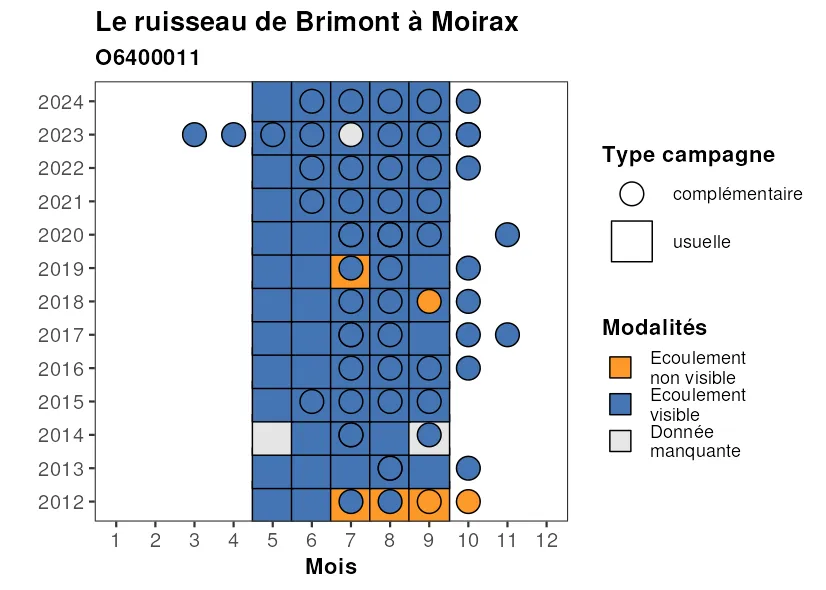 Le ruisseau de Brimont à Moirax
O6400011
2024
2023
2022
2021
2020
2019
2018
2017
2016
2015
2014
2013
2012
1 2 3 4 5 6 7 8 9 10 11 12
Mois
Type campagne
complémentaire
usuelle
Modalités
Ecoulement
non visible
Ecoulement
visible
Donnée
manquante